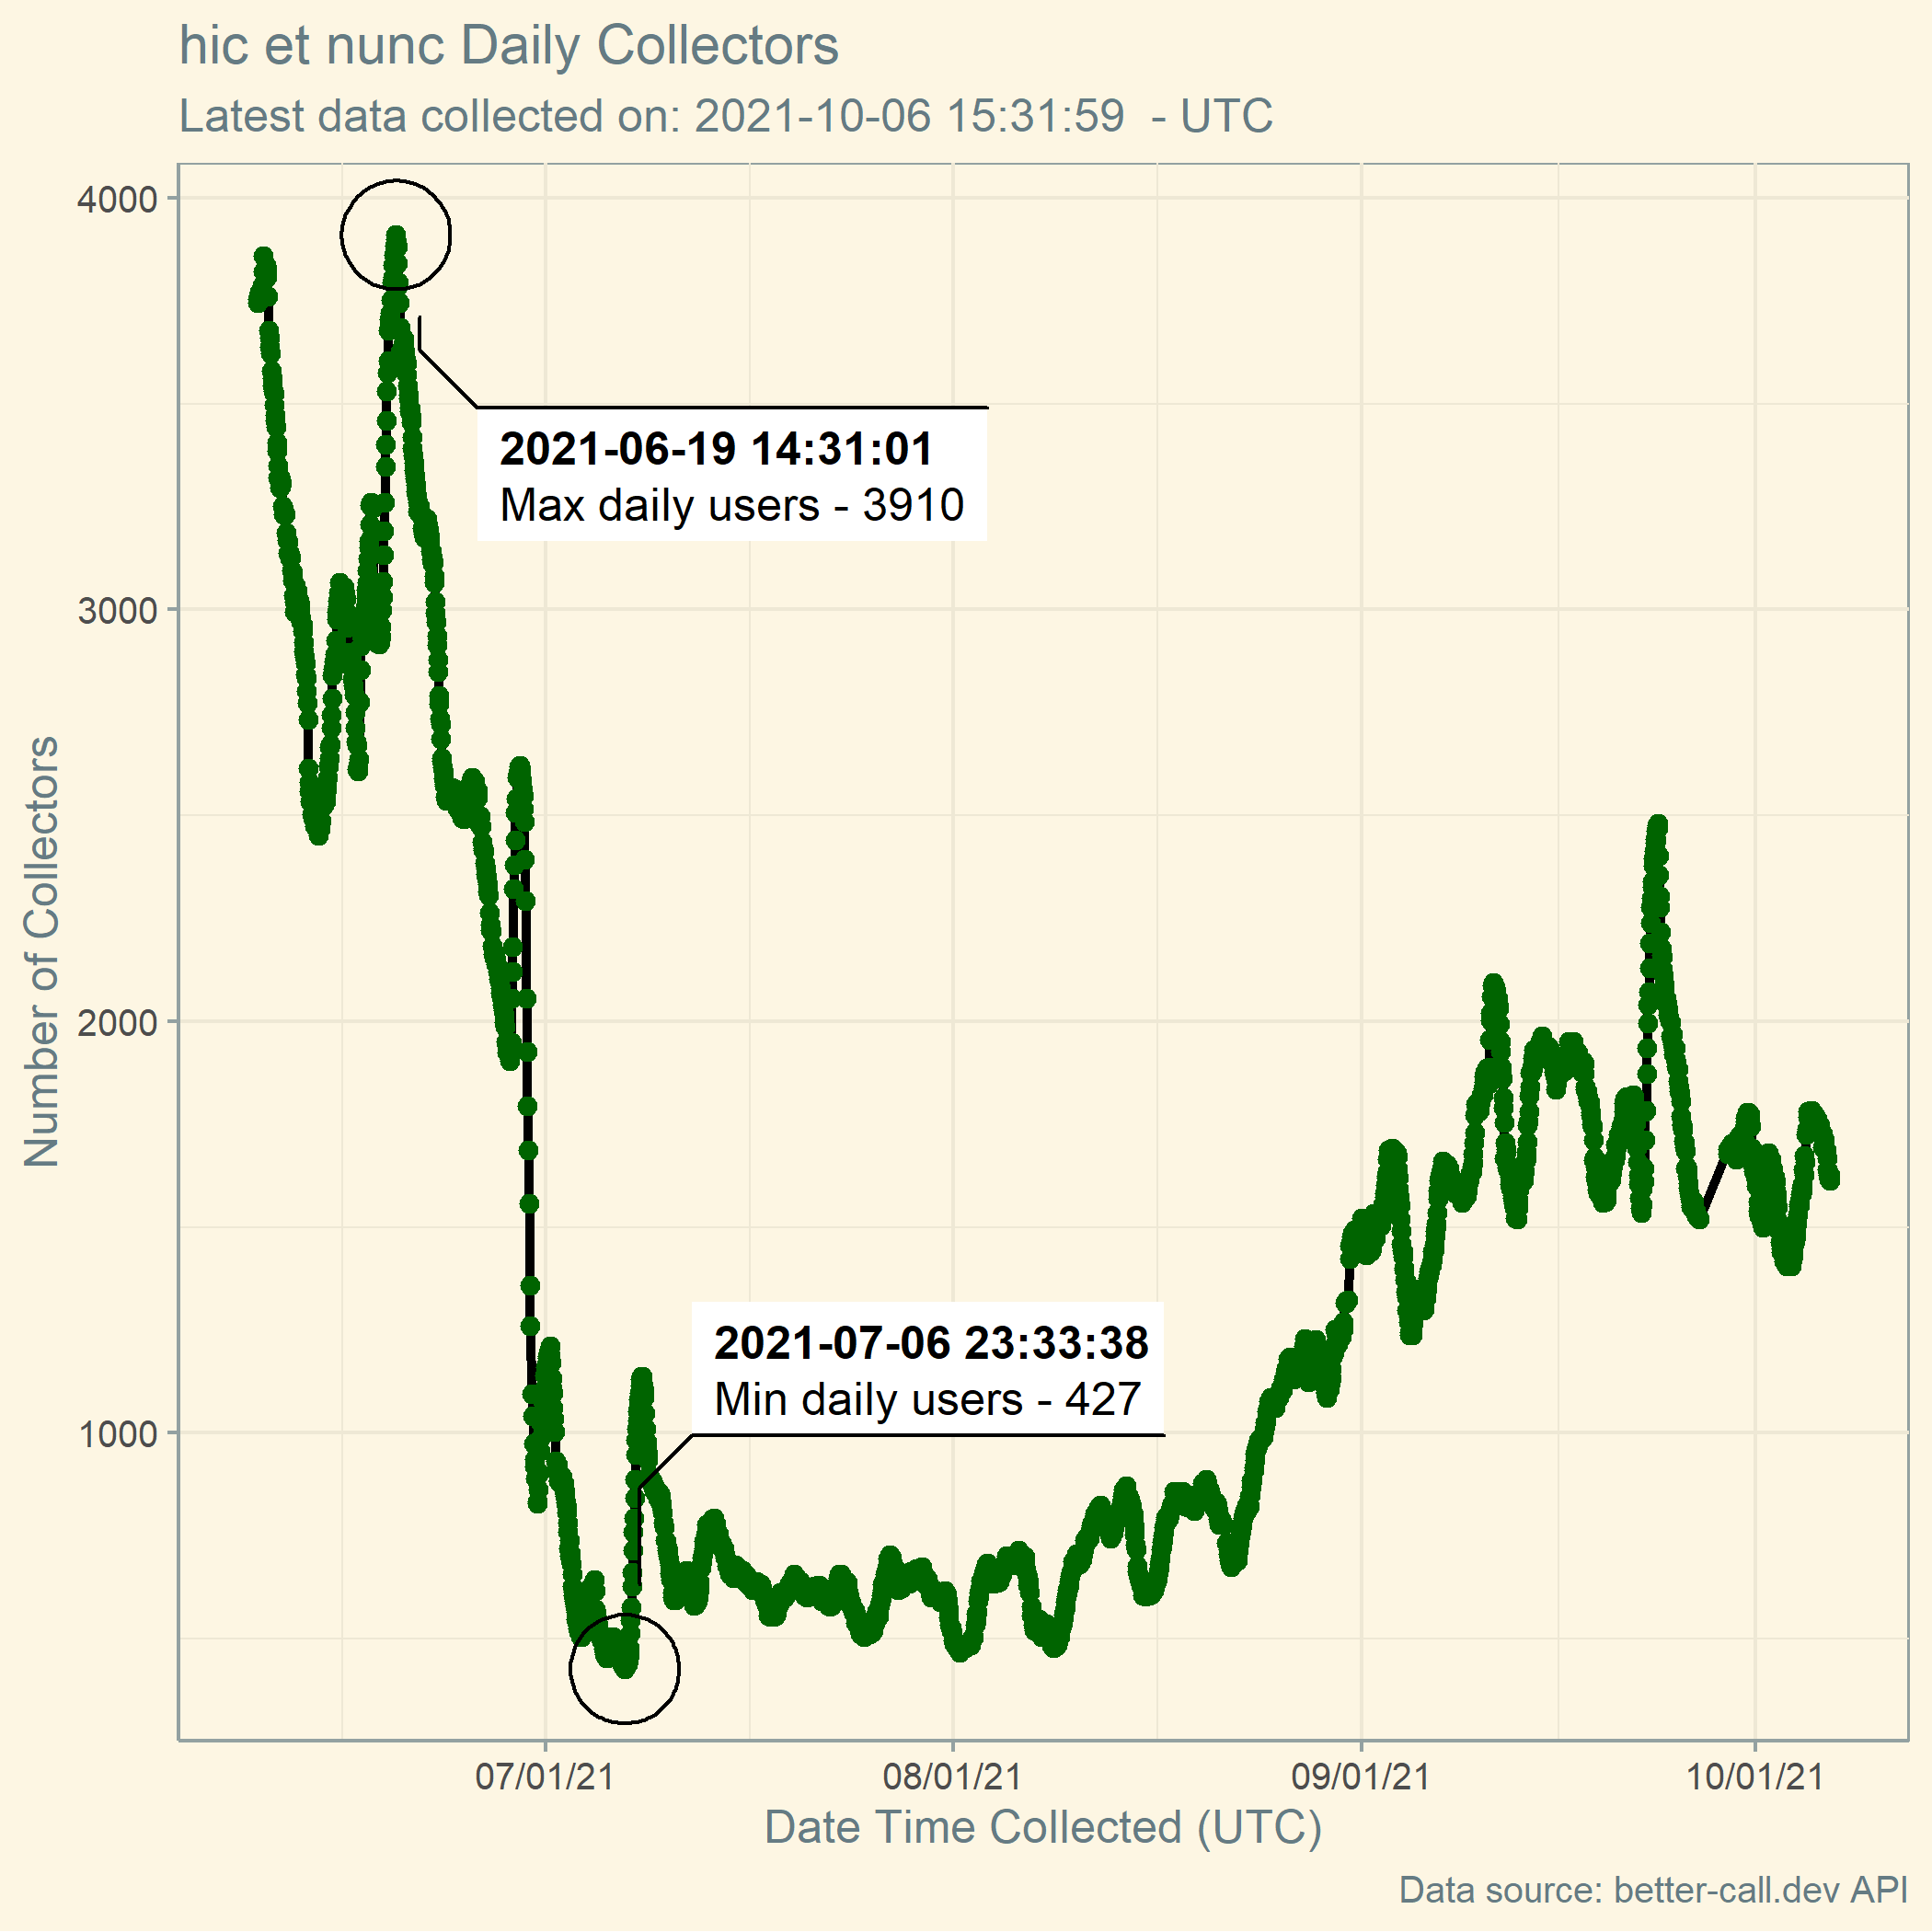 hic et nunc Daily Collectors
Latest data collected on: 2021-10-06 15:31:59  - UTC
Number of Collectors
4000
3000
2000
1000
2021-06-19 14:31:01
Max daily users - 3910
2021-07-06 23:33:38
Min daily users - 427
07/01/21
08/01/21
09/01/21
10/01/21
Date Time Collected (UTC)
Data source: better-call.dev API